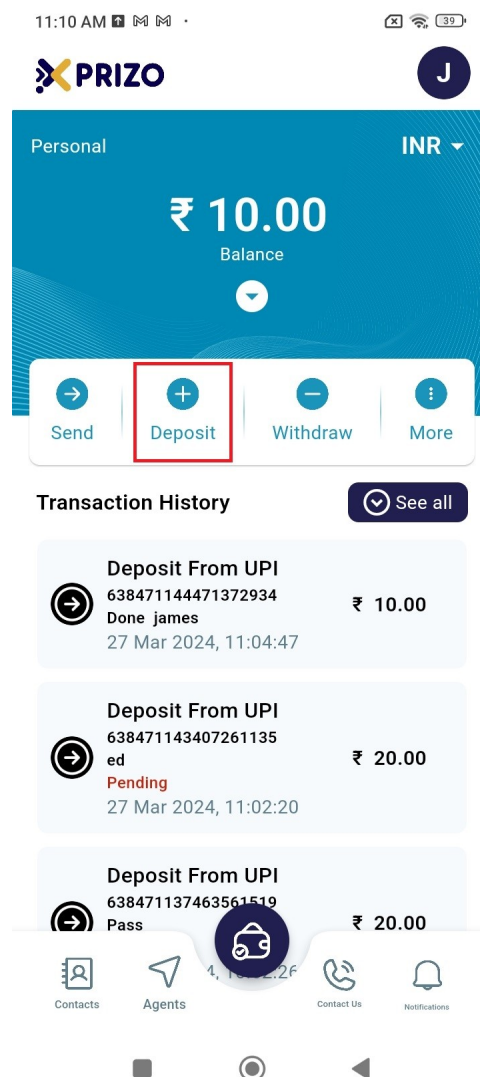 11:10 AM
39
XPRIZO
J
Personal
INR
₹ 10.00
Balance
Send
Deposit
Withdraw
More
Transaction History
See all
Deposit From UPI
638471144471372934
Done james
₹ 10.00
27 Mar 2024, 11:04:47
Deposit From UPI
638471143407261135
ed
₹ 20.00
Pending
27 Mar 2024, 11:02:20
Deposit From UPI
638471137463561519
Pass
₹ 20.00
Contacts
Agents
Contact Us
Notifications